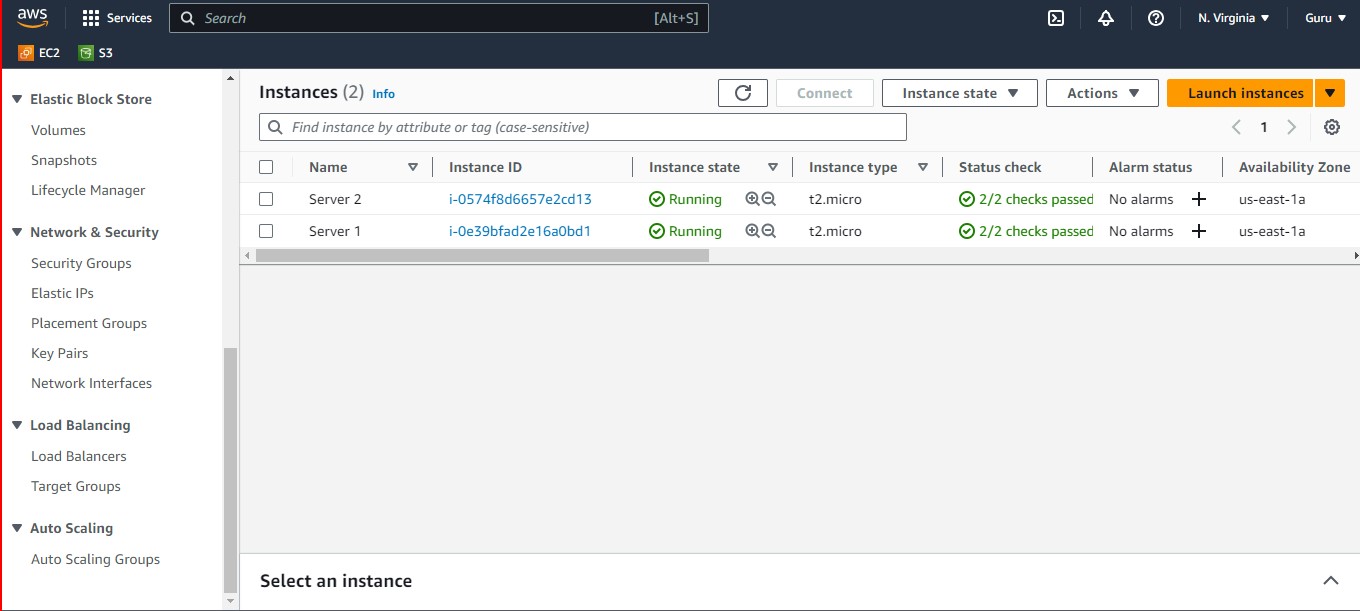 aws Services Search [Alt+S] N. Virginia Guru
EC2 S3
Elastic Block Store
Volumes
Snapshots
Lifecycle Manager
Network & Security
Security Groups
Elastic IPs
Placement Groups
Key Pairs
Network Interfaces
Load Balancing
Load Balancers
Target Groups
Auto Scaling
Auto Scaling Groups
Instances (2) Info Connect Instance state Actions Launch instances
Find instance by attribute or tag (case-sensitive) 1
Name Instance ID Instance state Instance type Status check Alarm status Availability Zone
Server 2 i-0574f8d6657e2cd13 Running t2.micro 2/2 checks passed No alarms us-east-1a
Server 1 i-0e39bfad2e16a0bd1 Running t2.micro 2/2 checks passed No alarms us-east-1a
Select an instance